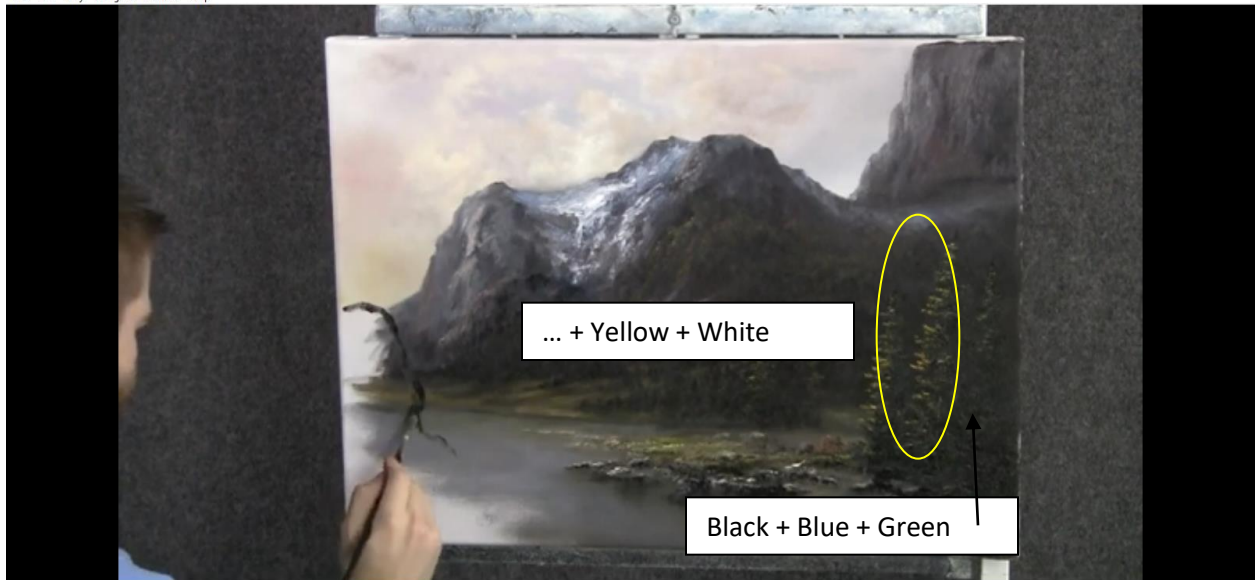 … + Yellow + White
Black + Blue + Green